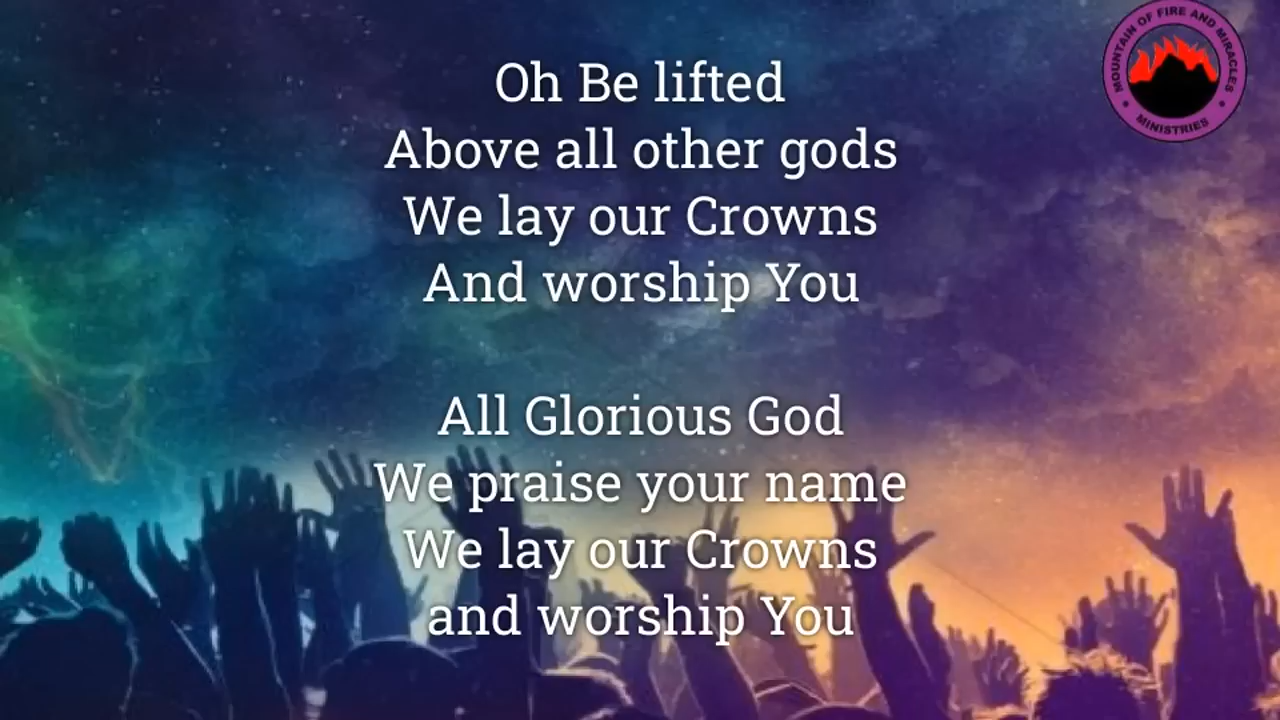 MOUNTAIN OF FIRE AND MIRACLES
MINISTRIES
Oh Be lifted
Above all other gods
We lay our Crowns
And worship You
All Glorious God
We praise your name
We lay our Crowns
and worship You